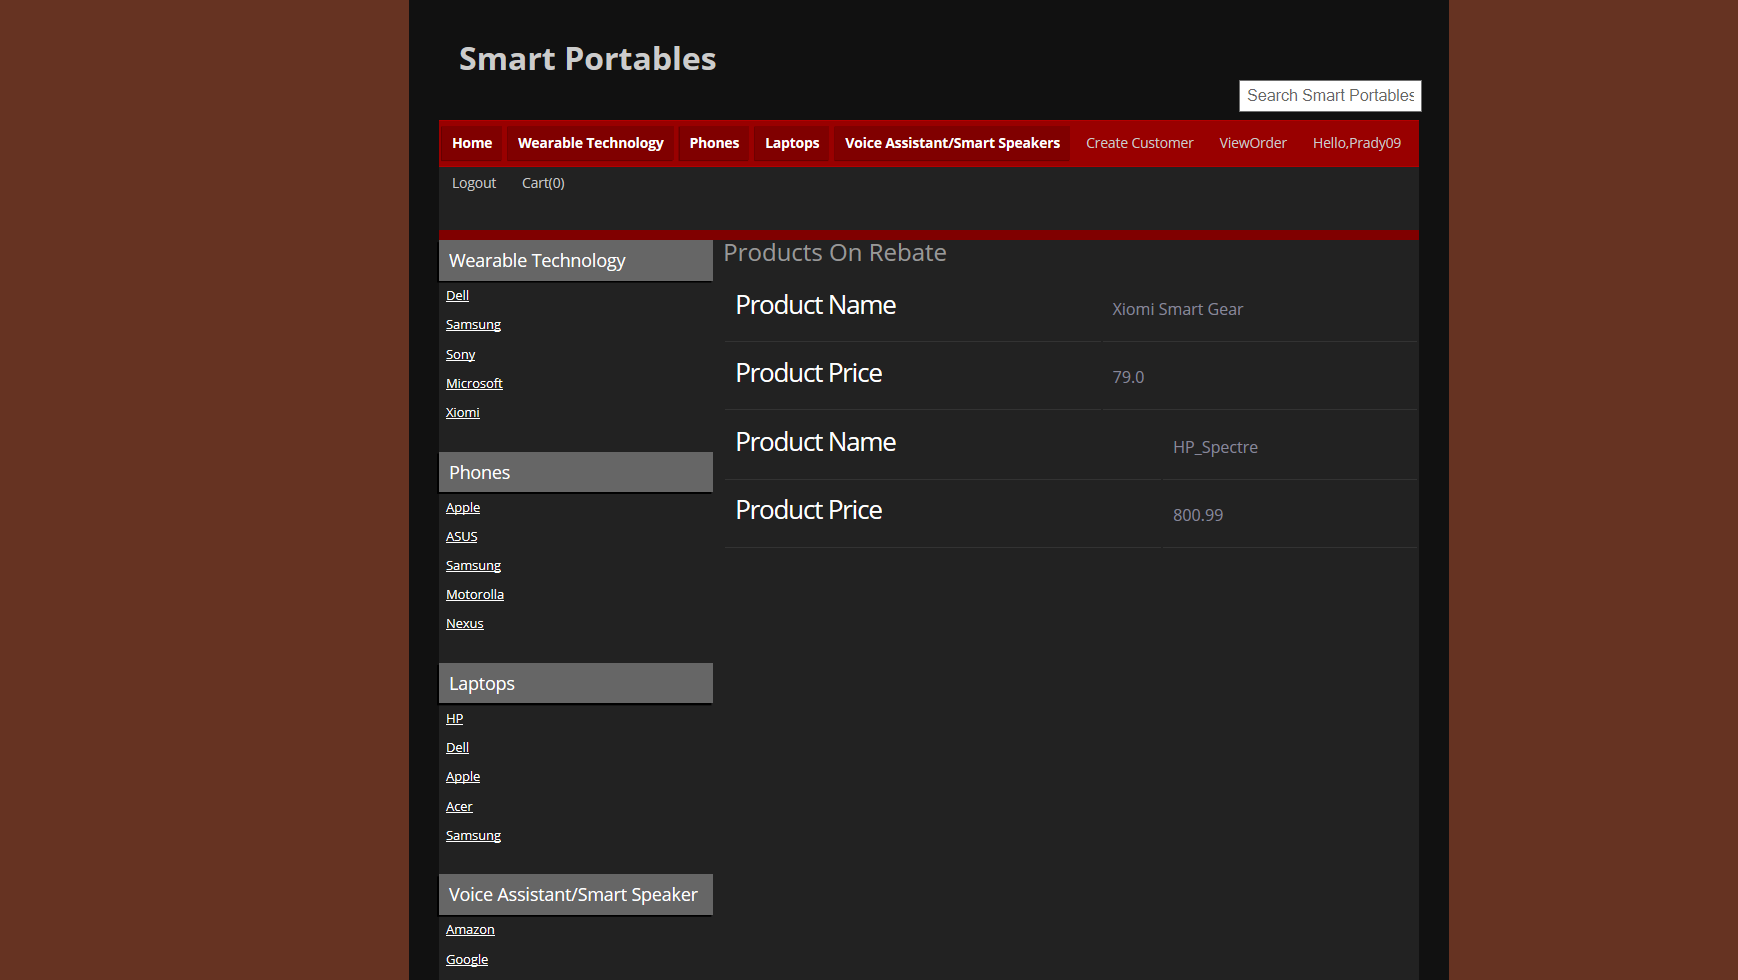 Smart Portables
Search Smart Portables
Home Wearable Technology Phones Laptops Voice Assistant/Smart Speakers Create Customer ViewOrder Hello,Prady09
Logout Cart(0)
Wearable Technology
Dell
Samsung
Sony
Microsoft
Xiomi
Phones
Apple
ASUS
Samsung
Motorolla
Nexus
Laptops
HP
Dell
Apple
Acer
Samsung
Voice Assistant/Smart Speaker
Amazon
Google
Products On Rebate
Product Name Xiomi Smart Gear
Product Price 79.0
Product Name HP_Spectre
Product Price 800.99